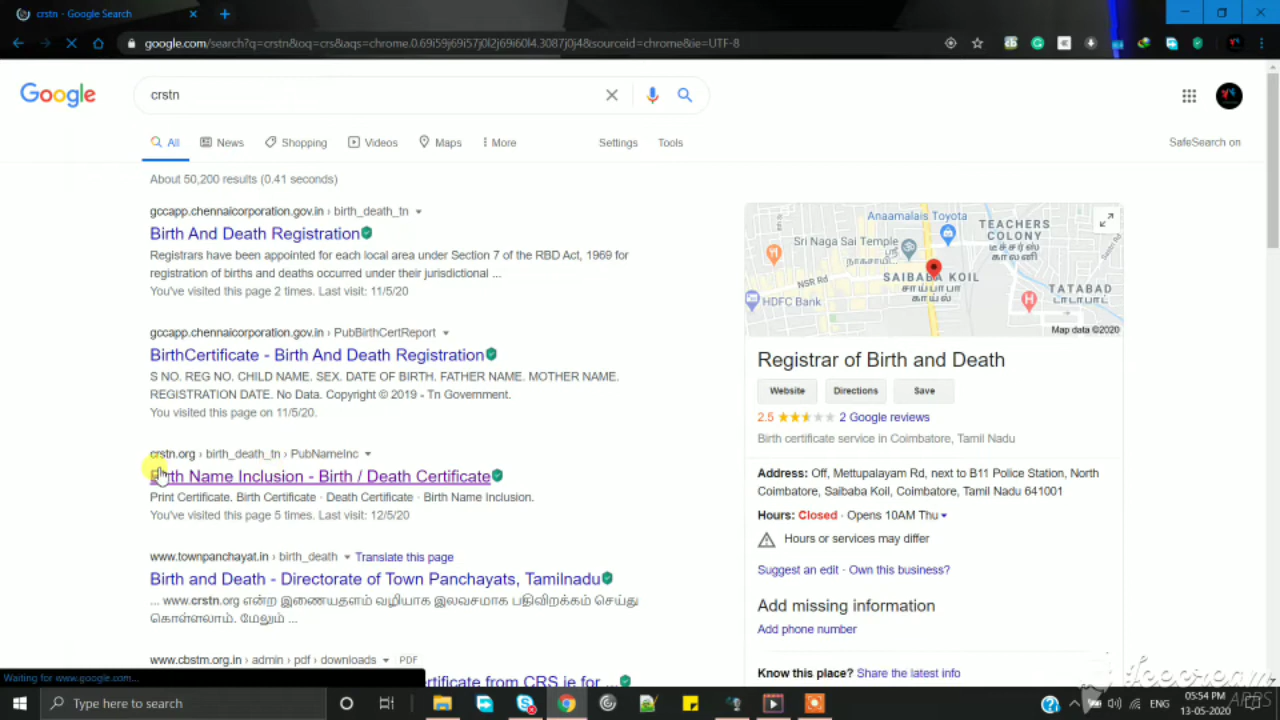 crstn - Google Search
google.com/search?q=crstn&oq=crs&aqs=chrome.0.69i59j69i57j0l2j69i60l4.3087j0j4&sourceid=chrome&ie=UTF-8
Google
crstn
All News Shopping Videos Maps More Settings Tools
SafeSearch on
About 50,200 results (0.41 seconds)
gccapp.chennaicorporation.gov.in › birth_death_tn
Birth And Death Registration
Registrars have been appointed for each local area under Section 7 of the RBD Act, 1969 for
registration of births and deaths occurred under their jurisdictional ...
You've visited this page 2 times. Last visit: 11/5/20
gccapp.chennaicorporation.gov.in › PubBirthCertReport
BirthCertificate - Birth And Death Registration
S NO. REG NO. CHILD NAME. SEX. DATE OF BIRTH. FATHER NAME. MOTHER NAME.
REGISTRATION DATE. No Data. Copyright © 2019 - Tn Government.
You visited this page on 11/5/20.
crstn.org › birth_death_tn › PubNameInc
Birth Name Inclusion - Birth / Death Certificate
Print Certificate. Birth Certificate · Death Certificate · Birth Name Inclusion.
You've visited this page 5 times. Last visit: 12/5/20
www.townpanchayat.in › birth_death Translate this page
Birth and Death - Directorate of Town Panchayats, Tamilnadu
... www.crstn.org என்ற இணையதளம் வழியாக இலவசமாக பதிவிறக்கம் செய்து
கொள்ளலாம். மேலும் ...
www.cbstm.org.in › admin › pdf › downloads PDF
ertificate from CRS ie for ...
Anaamalais Toyota
TEACHERS
COLONY
டீச்சர்ஸ்
காலனி
Sri Naga Sai Temple
SAIBABA KOIL
சாய்பாபா
கோயில்
NSR Rd
HDFC Bank
TATABAD
டாடாபாட்
Map data ©2020
Registrar of Birth and Death
Website Directions Save
2.5 2 Google reviews
Birth certificate service in Coimbatore, Tamil Nadu
Address: Off, Mettupalayam Rd, next to B11 Police Station, North
Coimbatore, Saibaba Koil, Coimbatore, Tamil Nadu 641001
Hours: Closed · Opens 10AM Thu
Hours or services may differ
Suggest an edit · Own this business?
Add missing information
Add phone number
Know this place? Share the latest info
Waiting for www.google.com...
Type here to search
ENG
05:54 PM
13-05-2020
Icecream
APPS